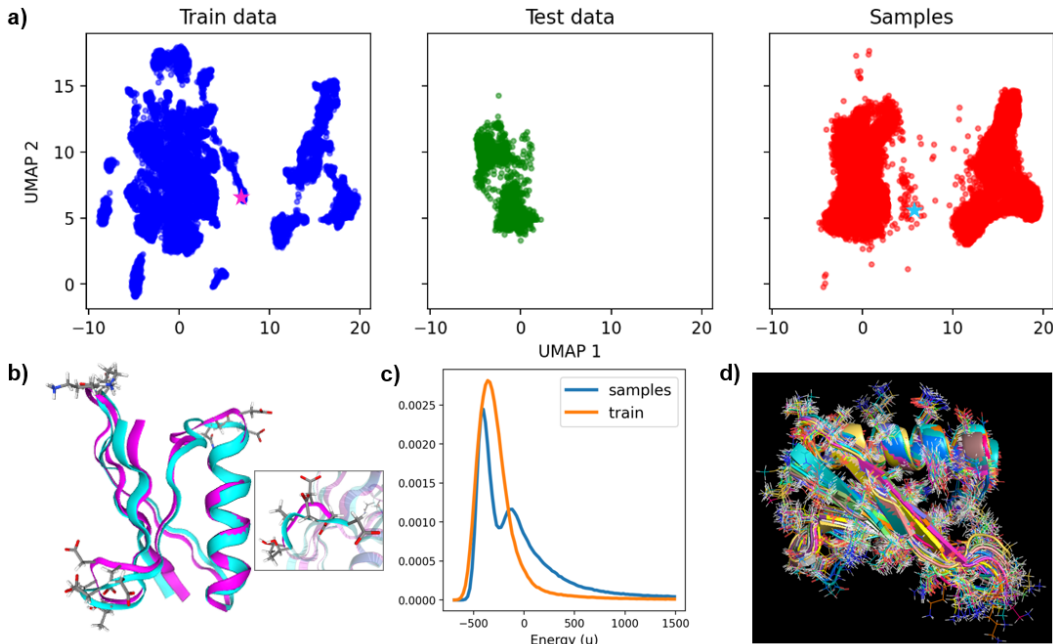 a)
Train data
Test data
Samples
UMAP 2
15
10
5
0
−10 0 10 20
−10 0 10 20
−10 0 10 20
UMAP 1
b)
c)
samples
train
0.0025
0.0020
0.0015
0.0010
0.0005
0.0000
−500 0 500 1000 1500
Energy (u)
d)